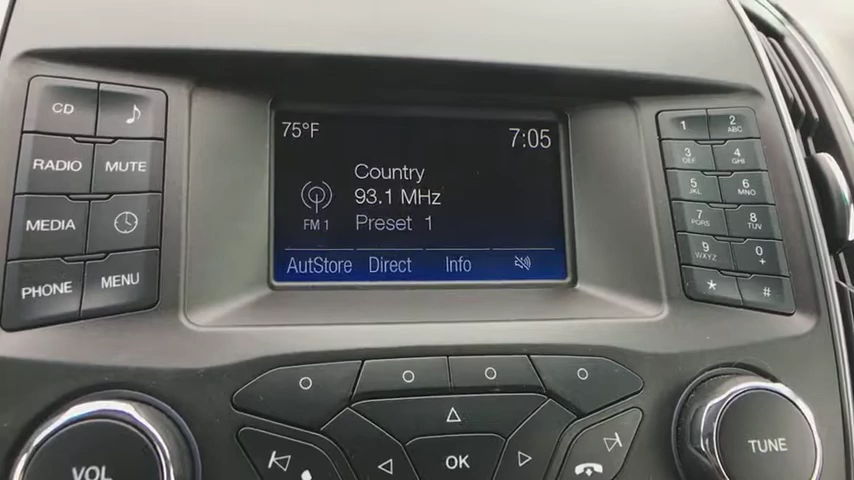 CD
RADIO MUTE
MEDIA
PHONE MENU
75°F 7:05
Country
93.1 MHz
FM 1 Preset 1
AutStore Direct Info
1 2 ABC
3 DEF 4 GHI
5 JKL 6 MNO
7 PQRS 8 TUV
9 WXYZ 0 +
* #
VOL
OK
TUNE